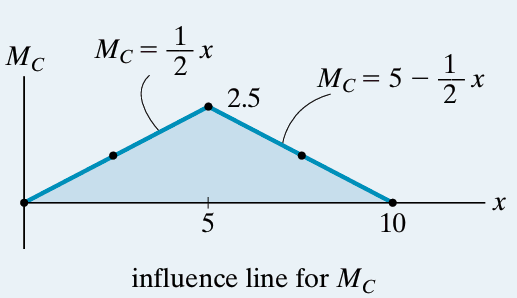 M_C
M_C = 1/2 x
2.5
M_C = 5 − 1/2 x
x
5
10
influence line for M_C